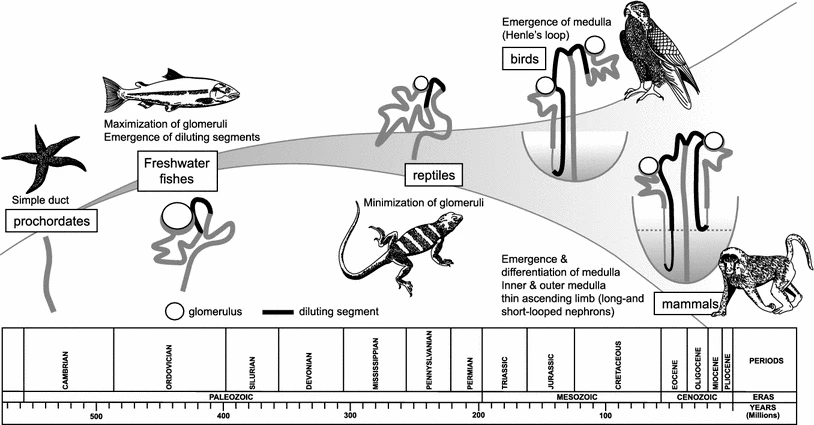 Emergence of medulla
(Henle's loop)
birds
Maximization of glomeruli
Emergence of diluting segments
Freshwater
fishes
Simple duct
prochordates
reptiles
Minimization of glomeruli
Emergence &
differentiation of medulla
Inner & outer medulla
thin ascending limb (long-and
short-looped nephrons)
mammals
glomerulus
diluting segment
CAMBRIAN
ORDOVICIAN
SILURIAN
DEVONIAN
MISSISSIPPIAN
PENNYSLVANIAN
PERMIAN
TRIASSIC
JURASSIC
CRETACEOUS
EOCENE
OLIGOCENE
MIOCENE
PLIOCENE
PERIODS
PALEOZOIC
MESOZOIC
CENOZOIC
ERAS
500
400
300
200
100
YEARS
(Millions)